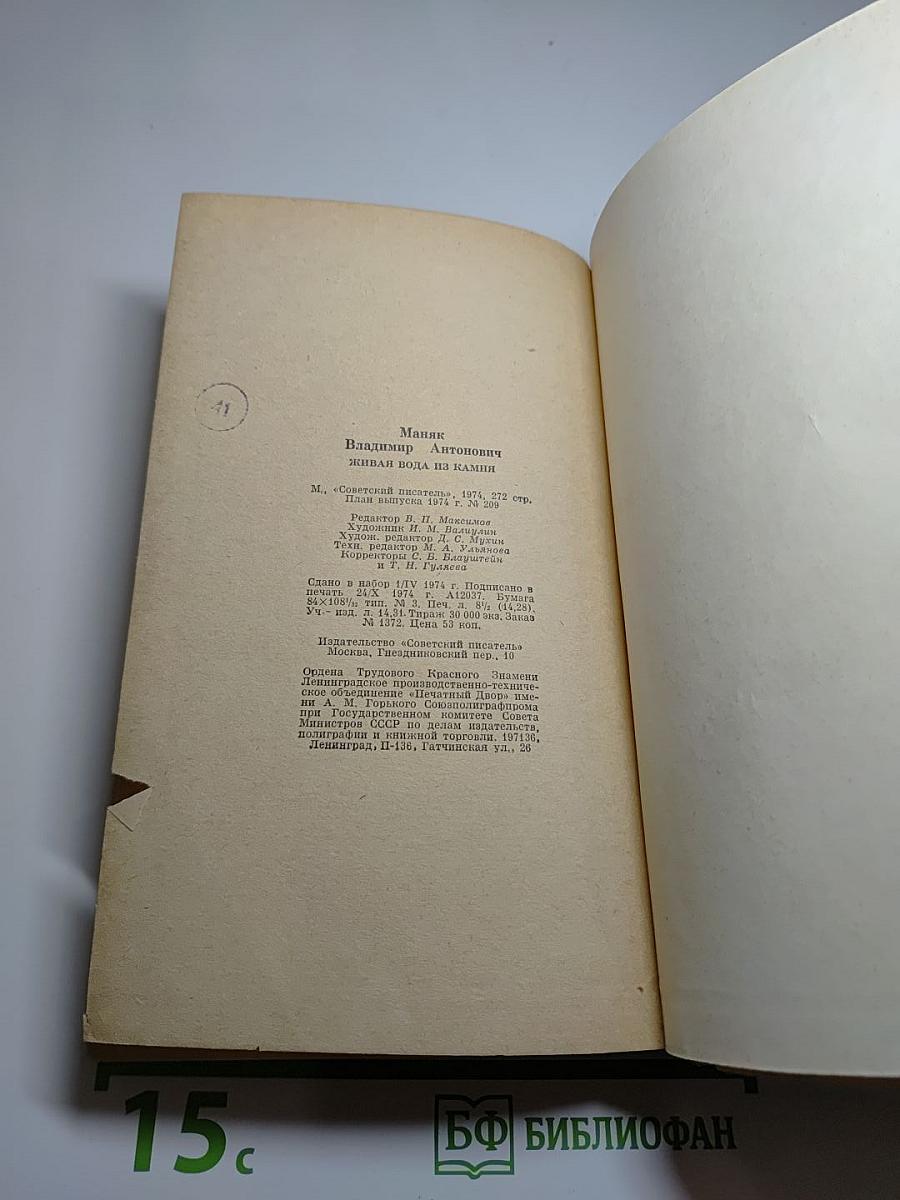 41
Маняк
Владимир Антонович
ЖИВАЯ ВОДА ИЗ КАМНЯ
М., «Советский писатель», 1974, 272 стр.
План выпуска 1974 г. № 209
Редактор В. П. Максимов
Художник И. М. Валиулин
Худож. редактор Д. С. Мухин
Техн. редактор М. А. Ульянова
Корректоры С. Б. Блауштейн
и Т. Н. Гуляева
Сдано в набор 1/IV 1974 г. Подписано в
печать 24/X 1974 г. А12037. Бумага
84×108¹/₃₂ тип. № 3. Печ. л. 8¹/₂ (14,28).
Уч.- изд. л. 14,31. Тираж 30 000 экз. Заказ
№ 1372. Цена 53 коп.
Издательство «Советский писатель»
Москва, Гнездниковский пер., 10
Ордена Трудового Красного Знамени
Ленинградское производственно-техниче-
ское объединение «Печатный Двор» име-
ни А. М. Горького Союзполиграфпрома
при Государственном комитете Совета
Министров СССР по делам издательств,
полиграфии и книжной торговли. 197136,
Ленинград, П-136, Гатчинская ул., 26
15 с
БФ БИБЛИОФАН